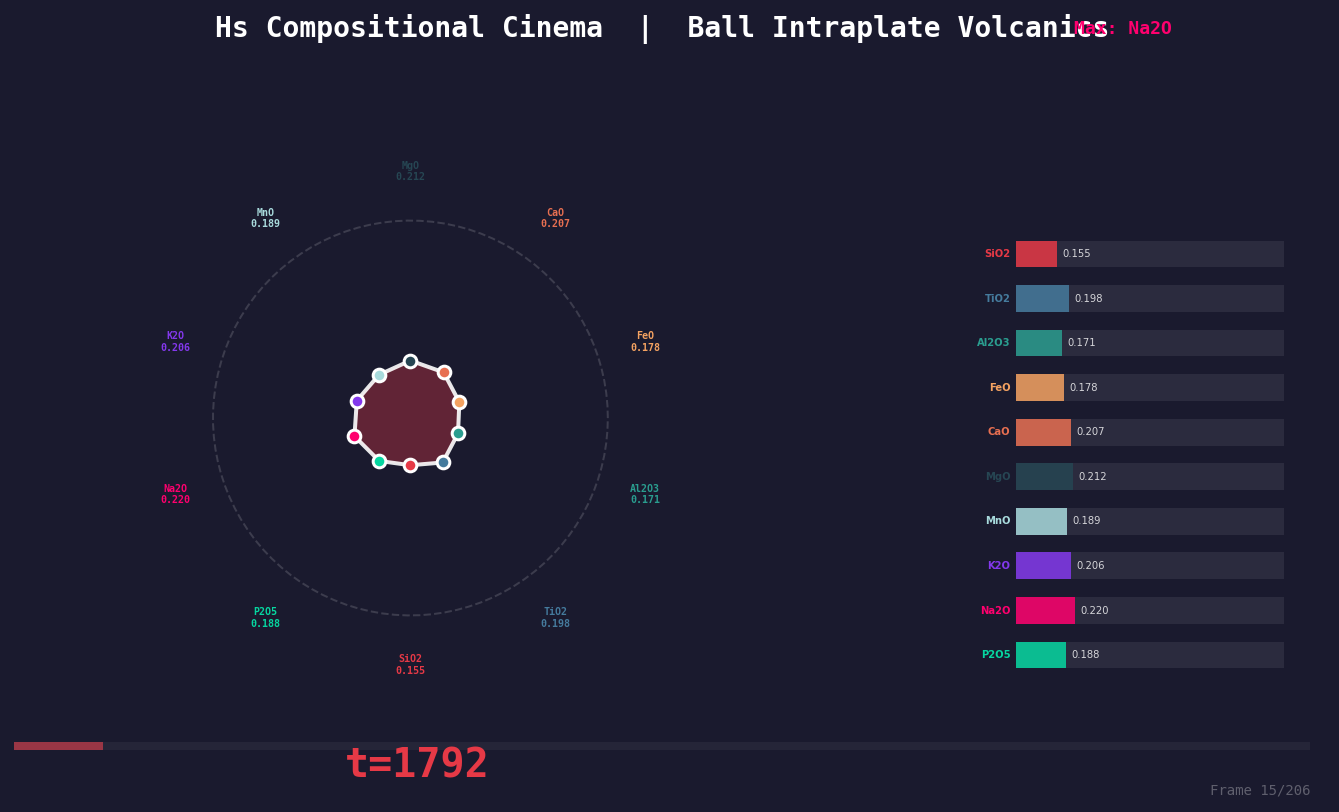 Hs Compositional Cinema | Ball Intraplate Volcanics
Max: Na2O
MgO
0.212
MnO
0.189
CaO
0.207
K2O
0.206
FeO
0.178
Na2O
0.220
Al2O3
0.171
P2O5
0.188
TiO2
0.198
SiO2
0.155
SiO2 0.155
TiO2 0.198
Al2O3 0.171
FeO 0.178
CaO 0.207
MgO 0.212
MnO 0.189
K2O 0.206
Na2O 0.220
P2O5 0.188
t=1792
Frame 15/206